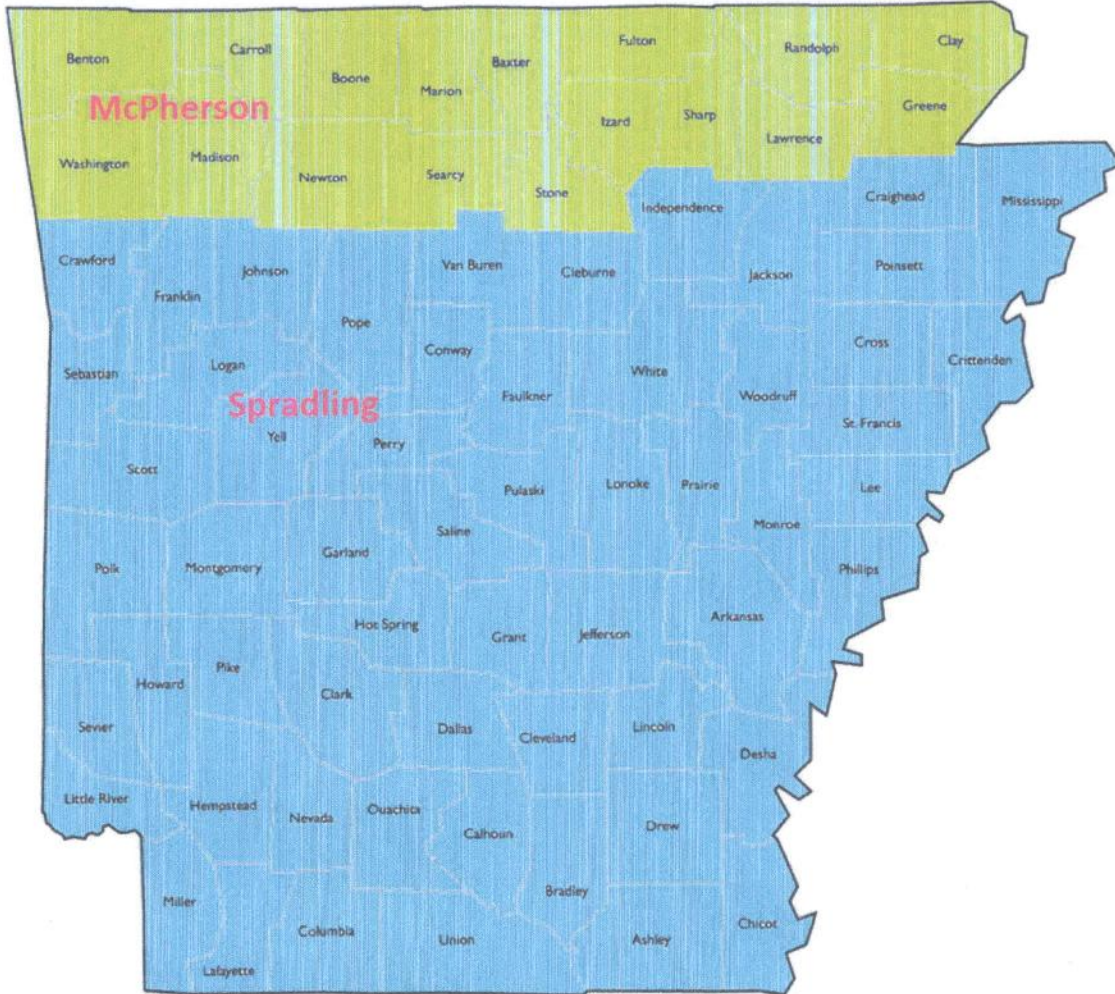 Benton
Carroll
Boone
Marion
Baxter
Fulton
Randolph
Clay
McPherson
Izard
Sharp
Lawrence
Greene
Washington
Madison
Newton
Searcy
Stone
Independence
Craighead
Mississippi
Crawford
Franklin
Johnson
Van Buren
Cleburne
Jackson
Poinsett
Pope
Sebastian
Logan
Conway
White
Cross
Crittenden
Spradling
Faulkner
Woodruff
St. Francis
Yell
Perry
Scott
Pulaski
Lonoke
Prairie
Lee
Saline
Monroe
Polk
Montgomery
Garland
Phillips
Hot Spring
Grant
Jefferson
Arkansas
Howard
Pike
Clark
Sevier
Dallas
Cleveland
Lincoln
Desha
Little River
Hempstead
Nevada
Ouachita
Calhoun
Drew
Miller
Bradley
Lafayette
Columbia
Union
Ashley
Chicot